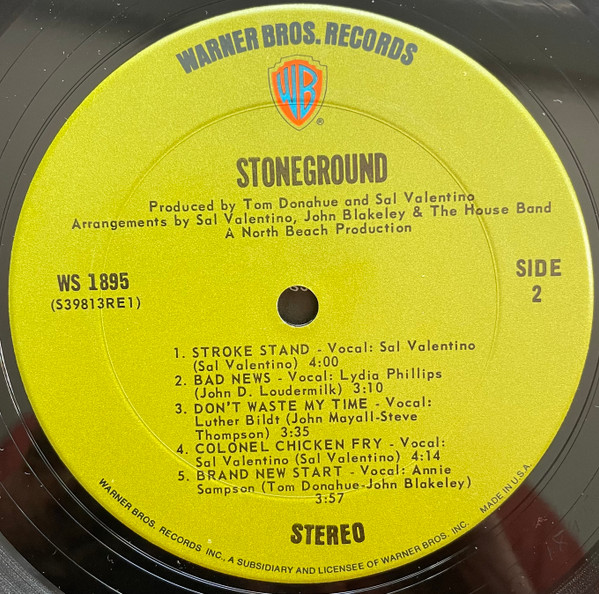 WARNER BROS. RECORDS
WB
®
STONEGROUND
Produced by Tom Donahue and Sal Valentino
Arrangements by Sal Valentino, John Blakeley & The House Band
A North Beach Production
WS 1895
(S39813RE1)
SIDE
2
1. STROKE STAND - Vocal: Sal Valentino
(Sal Valentino) 4:00
2. BAD NEWS - Vocal: Lydia Phillips
(John D. Loudermilk) 3:10
3. DON'T WASTE MY TIME - Vocal:
Luther Bildt (John Mayall-Steve
Thompson) 3:35
4. COLONEL CHICKEN FRY - Vocal:
Sal Valentino (Sal Valentino) 4:14
5. BRAND NEW START - Vocal: Annie
Sampson (Tom Donahue-John Blakeley)
3:57
STEREO
WARNER BROS. RECORDS INC., A SUBSIDIARY AND LICENSEE OF WARNER BROS. INC. MADE IN U.S.A.